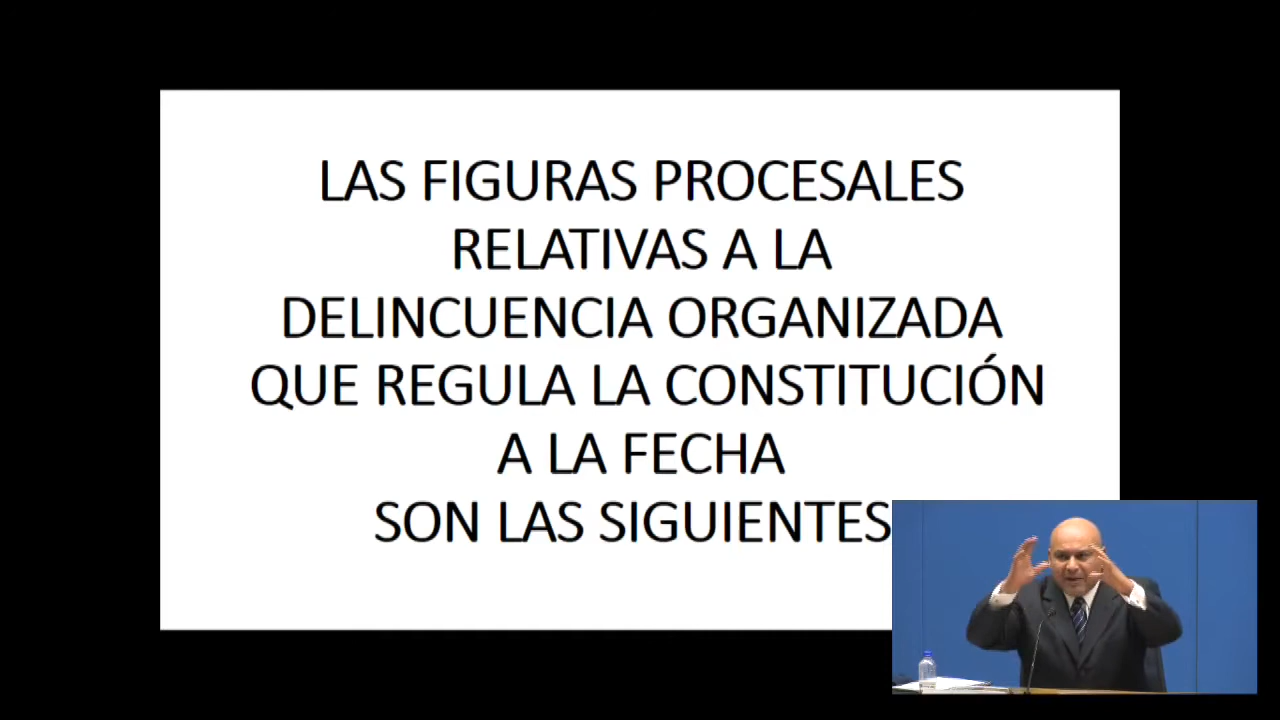 LAS FIGURAS PROCESALES
RELATIVAS A LA
DELINCUENCIA ORGANIZADA
QUE REGULA LA CONSTITUCIÓN
A LA FECHA
SON LAS SIGUIENTES